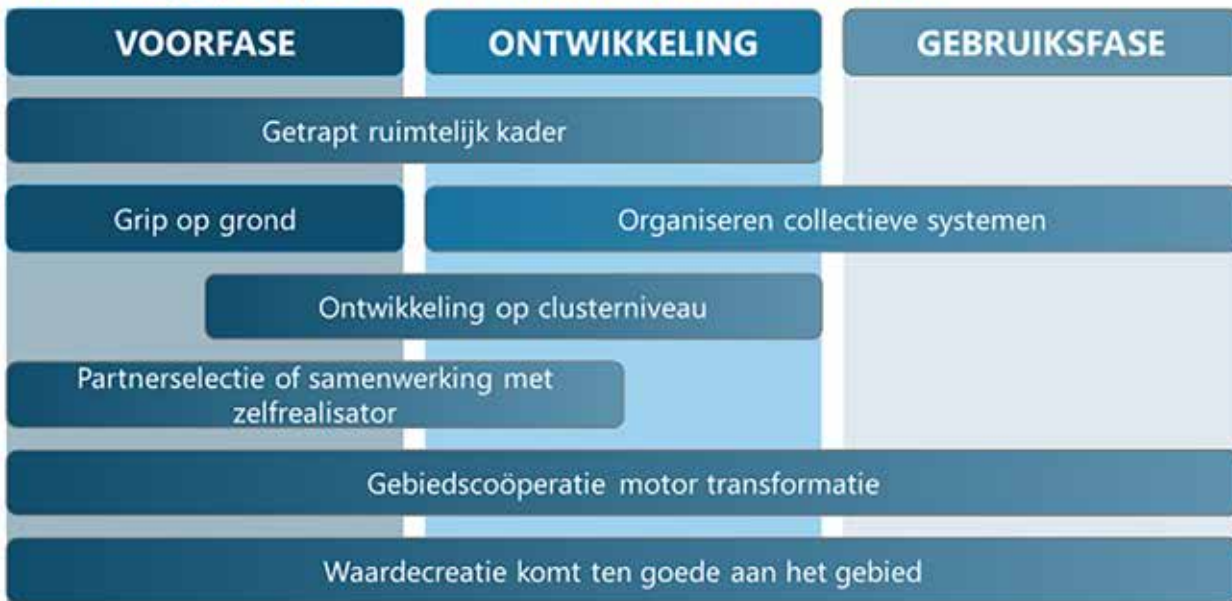 VOORFASE
ONTWIKKELING
GEBRUIKSFASE
Getrapt ruimtelijk kader
Grip op grond
Organiseren collectieve systemen
Ontwikkeling op clusterniveau
Partnerselectie of samenwerking met
zelfrealisator
Gebiedscoöperatie motor transformatie
Waardecreatie komt ten goede aan het gebied